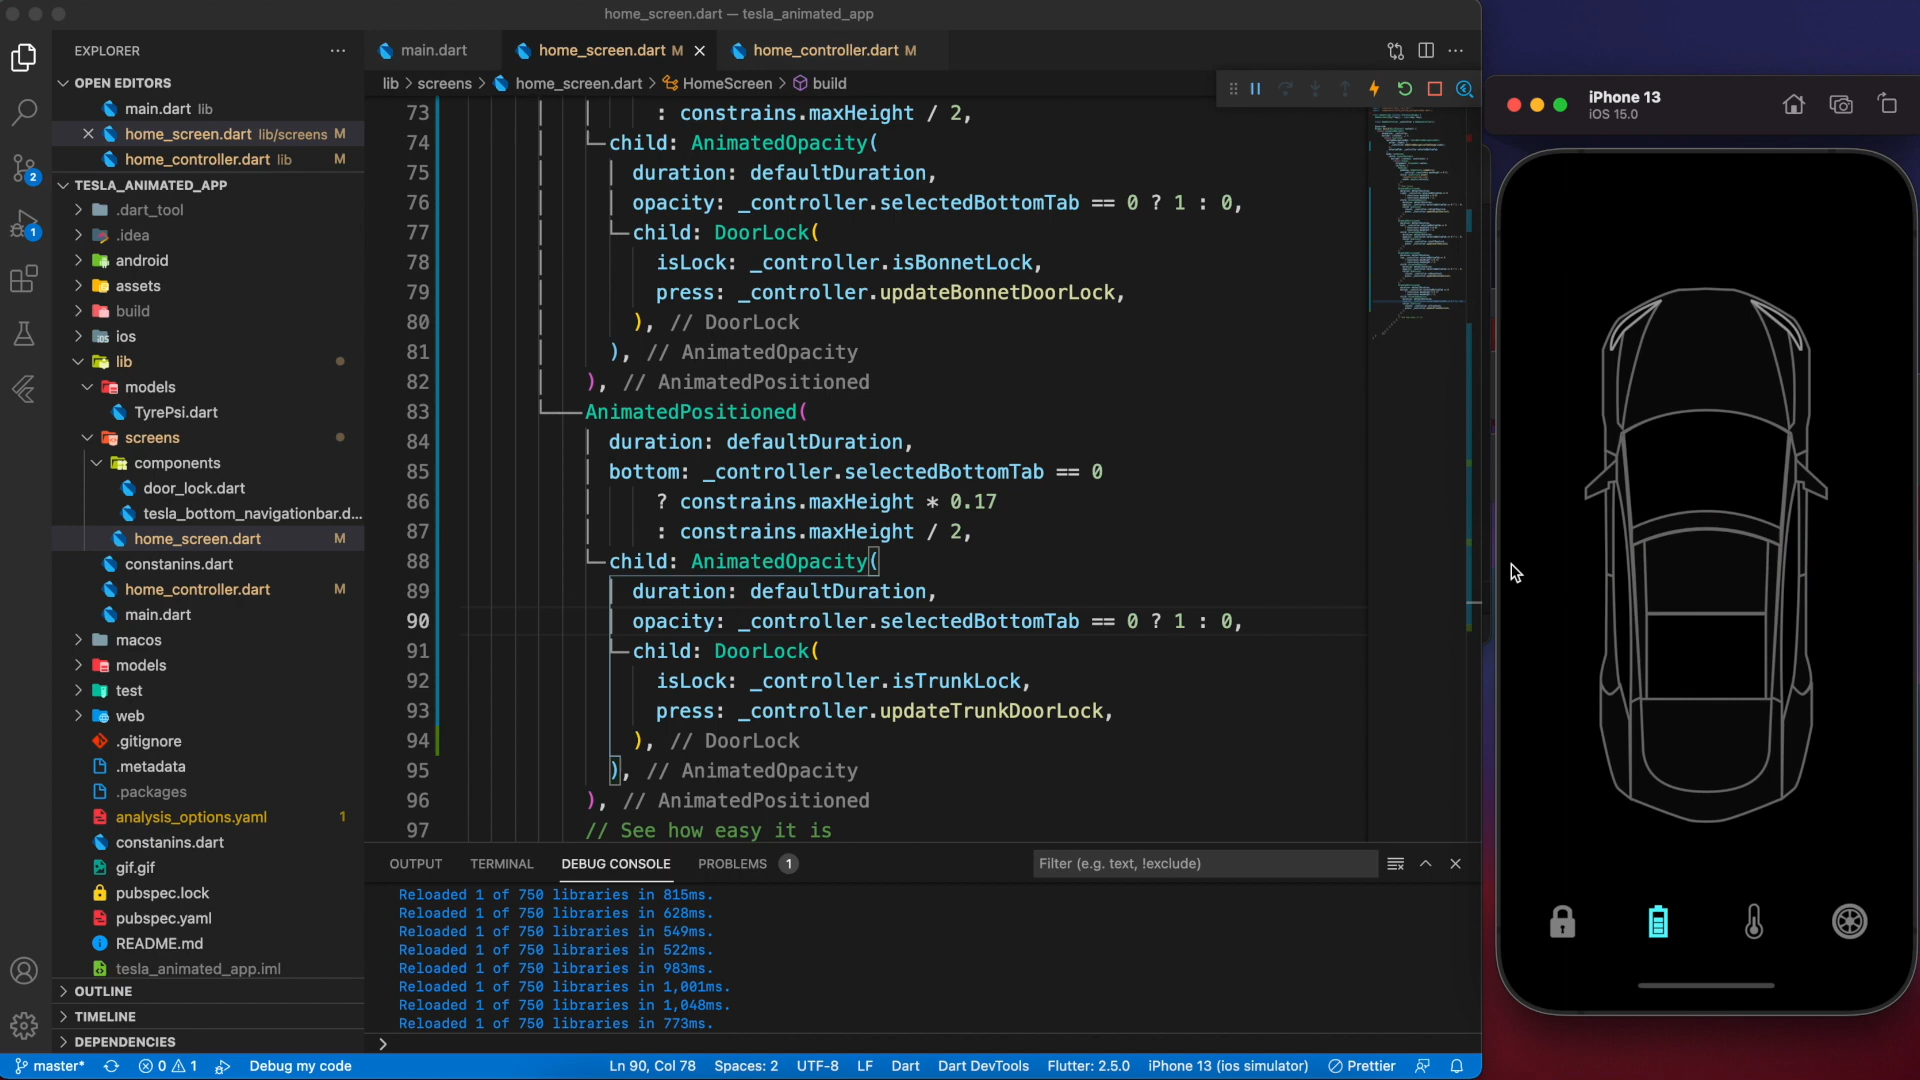 home_screen.dart — tesla_animated_app
EXPLORER
OPEN EDITORS
main.dart lib
home_screen.dart lib/screens M
home_controller.dart lib M
TESLA_ANIMATED_APP
.dart_tool
.idea
android
assets
build
ios
lib
models
TyrePsi.dart
screens
components
door_lock.dart
tesla_bottom_navigationbar.d...
home_screen.dart M
constanins.dart
home_controller.dart M
main.dart
macos
models
test
web
.gitignore
.metadata
.packages
analysis_options.yaml 1
constanins.dart
gif.gif
pubspec.lock
pubspec.yaml
README.md
tesla_animated_app.iml
OUTLINE
TIMELINE
DEPENDENCIES
2
1
main.dart
home_screen.dart M
home_controller.dart M
lib > screens > home_screen.dart > HomeScreen > build
73 : constrains.maxHeight / 2,
74 child: AnimatedOpacity(
75 duration: defaultDuration,
76 opacity: _controller.selectedBottomTab == 0 ? 1 : 0,
77 child: DoorLock(
78 isLock: _controller.isBonnetLock,
79 press: _controller.updateBonnetDoorLock,
80 ), // DoorLock
81 ), // AnimatedOpacity
82 ), // AnimatedPositioned
83 AnimatedPositioned(
84 duration: defaultDuration,
85 bottom: _controller.selectedBottomTab == 0
86 ? constrains.maxHeight * 0.17
87 : constrains.maxHeight / 2,
88 child: AnimatedOpacity(
89 duration: defaultDuration,
90 opacity: _controller.selectedBottomTab == 0 ? 1 : 0,
91 child: DoorLock(
92 isLock: _controller.isTrunkLock,
93 press: _controller.updateTrunkDoorLock,
94 ), // DoorLock
95 ), // AnimatedOpacity
96 ), // AnimatedPositioned
97 // See how easy it is
OUTPUT TERMINAL DEBUG CONSOLE PROBLEMS 1
Filter (e.g. text, !exclude)
Reloaded 1 of 750 libraries in 815ms.
Reloaded 1 of 750 libraries in 628ms.
Reloaded 1 of 750 libraries in 549ms.
Reloaded 1 of 750 libraries in 522ms.
Reloaded 1 of 750 libraries in 983ms.
Reloaded 1 of 750 libraries in 1,001ms.
Reloaded 1 of 750 libraries in 1,048ms.
Reloaded 1 of 750 libraries in 773ms.
master* 0 1 Debug my code Ln 90, Col 78 Spaces: 2 UTF-8 LF Dart Dart DevTools Flutter: 2.5.0 iPhone 13 (ios simulator) Prettier
iPhone 13
iOS 15.0